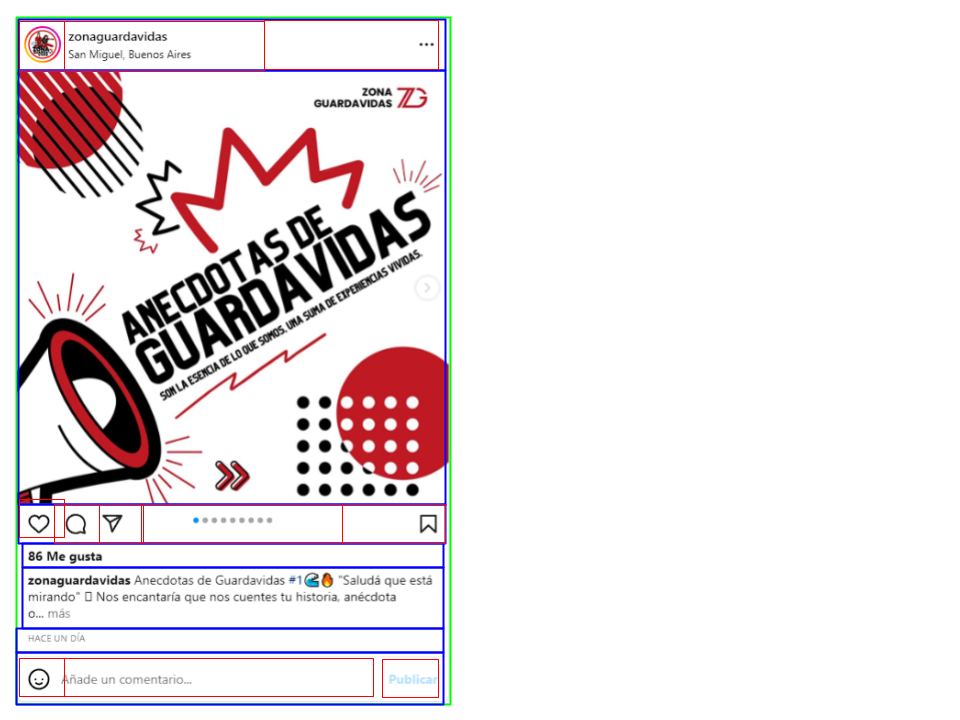 zonaguardavidas
San Miguel, Buenos Aires
ZONA
GUARDAVIDAS
ANECDOTAS DE
GUARDAVIDAS
SON LA ESENCIA DE LO QUE SOMOS. UNA SUMA DE EXPERIENCIAS VIVIDAS.
86 Me gusta
zonaguardavidas Anecdotas de Guardavidas #1🌊🔥 "Saludá que está
mirando" ▯ Nos encantaría que nos cuentes tu historia, anécdota
o... más
HACE UN DÍA
Añade un comentario...
Publicar